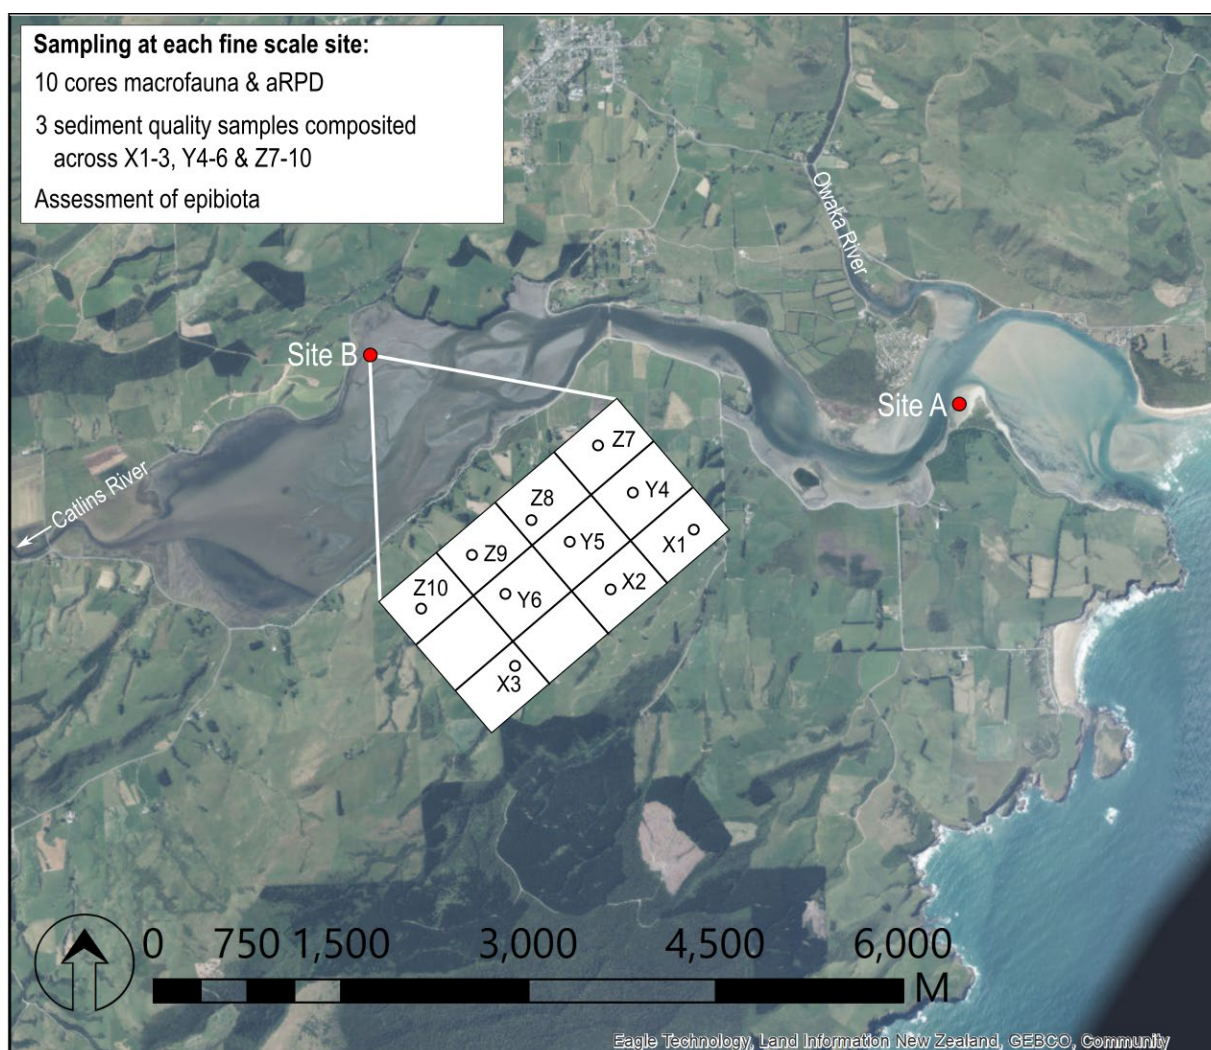 Sampling at each fine scale site:
10 cores macrofauna & aRPD
3 sediment quality samples composited
across X1-3, Y4-6 & Z7-10
Assessment of epibiota
Owaka River
Site B
Site A
Catlins River
Z7
Y4
X1
Z8
Y5
X2
Z9
Y6
X3
Z10
0 750 1,500 3,000 4,500 6,000
M
Eagle Technology, Land Information New Zealand, GEBCO, Community